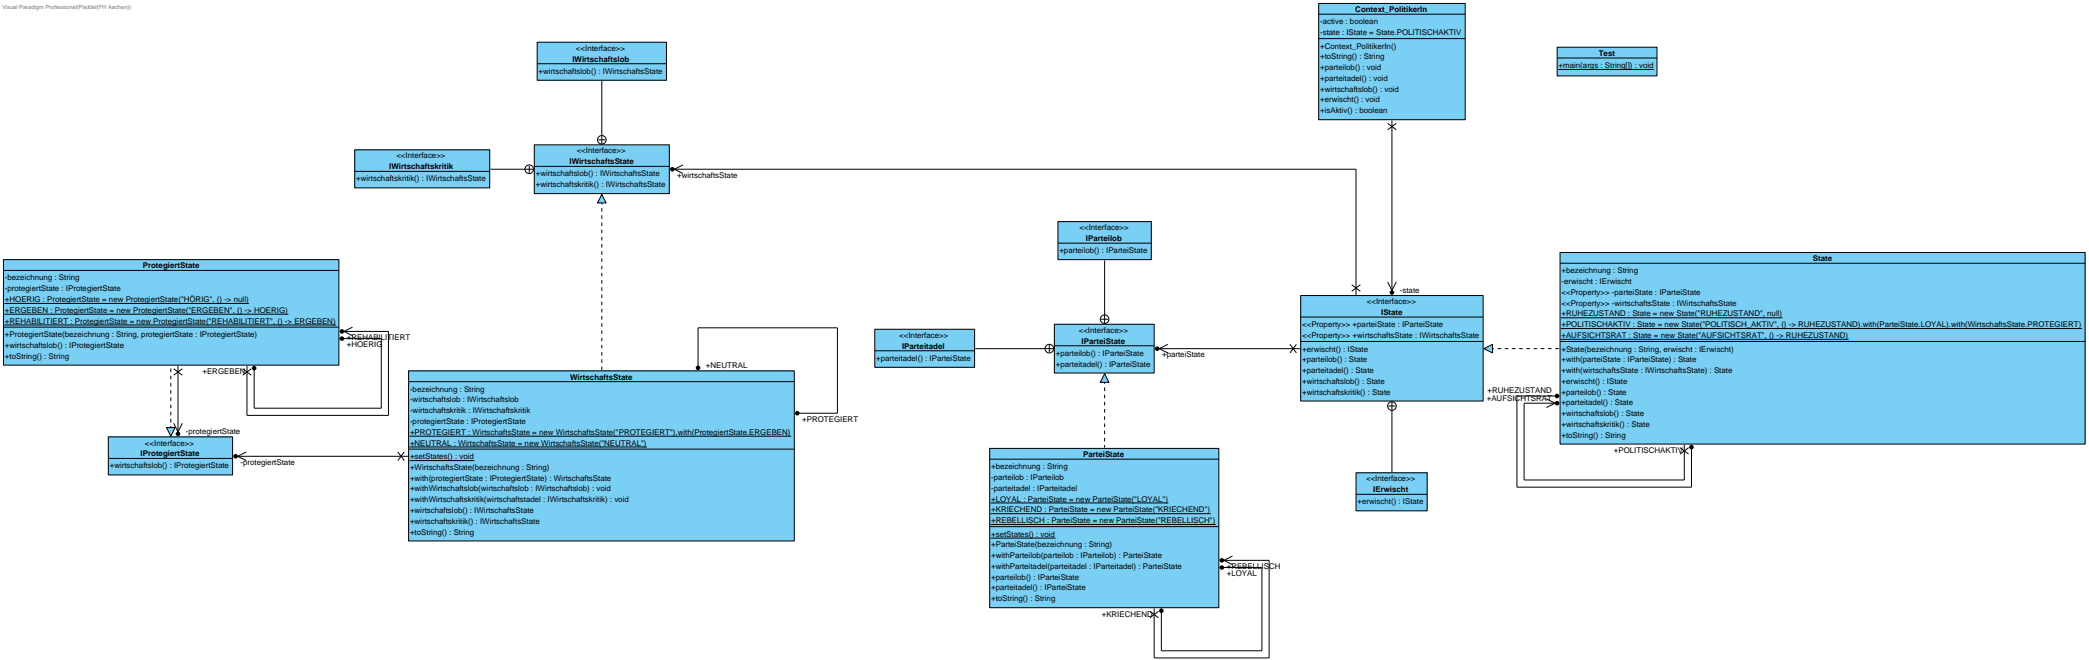 Visual Paradigm Professional(Paddel(FH Aachen))
Context_PolitikerIn
-active : boolean
-state : IState = State.POLITISCHAKTIV
+Context_PolitikerIn()
+toString() : String
+parteilob() : void
+parteitadel() : void
+wirtschaftslob() : void
+erwischt() : void
+isAktiv() : boolean
Test
+main(args : String[]) : void
<<Interface>>
IWirtschaftslob
+wirtschaftslob() : IWirtschaftsState
<<Interface>>
IWirtschaftskritik
+wirtschaftskritik() : IWirtschaftsState
<<Interface>>
IWirtschaftsState
+wirtschaftslob() : IWirtschaftsState
+wirtschaftskritik() : IWirtschaftsState
+wirtschaftsState
<<Interface>>
IParteilob
+parteilob() : IParteiState
ProtegiertState
-bezeichnung : String
-protegiertState : IProtegiertState
+HOERIG : ProtegiertState = new ProtegiertState("HÖRIG", () -> null)
+ERGEBEN : ProtegiertState = new ProtegiertState("ERGEBEN", () -> HOERIG)
+REHABILITIERT : ProtegiertState = new ProtegiertState("REHABILITIERT", () -> ERGEBEN)
+ProtegiertState(bezeichnung : String, protegiertState : IProtegiertState)
+wirtschaftslob() : IProtegiertState
+toString() : String
+REHABILITIERT
+HOERIG
+ERGEBEN
State
+bezeichnung : String
-erwischt : IErwischt
<<Property>> -parteiState : IParteiState
<<Property>> -wirtschaftsState : IWirtschaftsState
+RUHEZUSTAND : State = new State("RUHEZUSTAND", null)
+POLITISCHAKTIV : State = new State("POLITISCH_AKTIV", () -> RUHEZUSTAND).with(ParteiState.LOYAL).with(WirtschaftsState.PROTEGIERT)
+AUFSICHTSRAT : State = new State("AUFSICHTSRAT", () -> RUHEZUSTAND)
+State(bezeichnung : String, erwischt : IErwischt)
+with(parteiState : IParteiState) : State
+with(wirtschaftsState : IWirtschaftsState) : State
+erwischt() : IState
+parteilob() : State
+parteitadel() : State
+wirtschaftslob() : State
+wirtschaftskritik() : State
+toString() : String
+RUHEZUSTAND
+AUFSICHTSRAT
+POLITISCHAKTIV
-state
<<Interface>>
IState
<<Property>> +parteiState : IParteiState
<<Property>> +wirtschaftsState : IWirtschaftsState
+erwischt() : IState
+parteilob() : State
+parteitadel() : State
+wirtschaftslob() : State
+wirtschaftskritik() : State
<<Interface>>
IParteitadel
+parteitadel() : IParteiState
<<Interface>>
IParteiState
+parteilob() : IParteiState
+parteitadel() : IParteiState
+parteiState
+NEUTRAL
+PROTEGIERT
WirtschaftsState
-bezeichnung : String
-wirtschaftslob : IWirtschaftslob
-wirtschaftskritik : IWirtschaftskritik
-protegiertState : IProtegiertState
+PROTEGIERT : WirtschaftsState = new WirtschaftsState("PROTEGIERT").with(ProtegiertState.ERGEBEN)
+NEUTRAL : WirtschaftsState = new WirtschaftsState("NEUTRAL")
+setStates() : void
+WirtschaftsState(bezeichnung : String)
+with(protegiertState : IProtegiertState) : WirtschaftsState
+withWirtschaftslob(wirtschaftslob : IWirtschaftslob) : void
+withWirtschaftskritik(wirtschaftstadel : IWirtschaftskritik) : void
+wirtschaftslob() : IWirtschaftsState
+wirtschaftskritik() : IWirtschaftsState
+toString() : String
-protegiertState
-protegiertState
<<Interface>>
IProtegiertState
+wirtschaftslob() : IProtegiertState
ParteiState
+bezeichnung : String
-parteilob : IParteilob
-parteitadel : IParteitadel
+LOYAL : ParteiState = new ParteiState("LOYAL")
+KRIECHEND : ParteiState = new ParteiState("KRIECHEND")
+REBELLISCH : ParteiState = new ParteiState("REBELLISCH")
+setStates() : void
+ParteiState(bezeichnung : String)
+withParteilob(parteilob : IParteilob) : ParteiState
+withParteitadel(parteitadel : IParteitadel) : ParteiState
+parteilob() : IParteiState
+parteitadel() : IParteiState
+toString() : String
+REBELLISCH
+LOYAL
+KRIECHEND
<<Interface>>
IErwischt
+erwischt() : IState